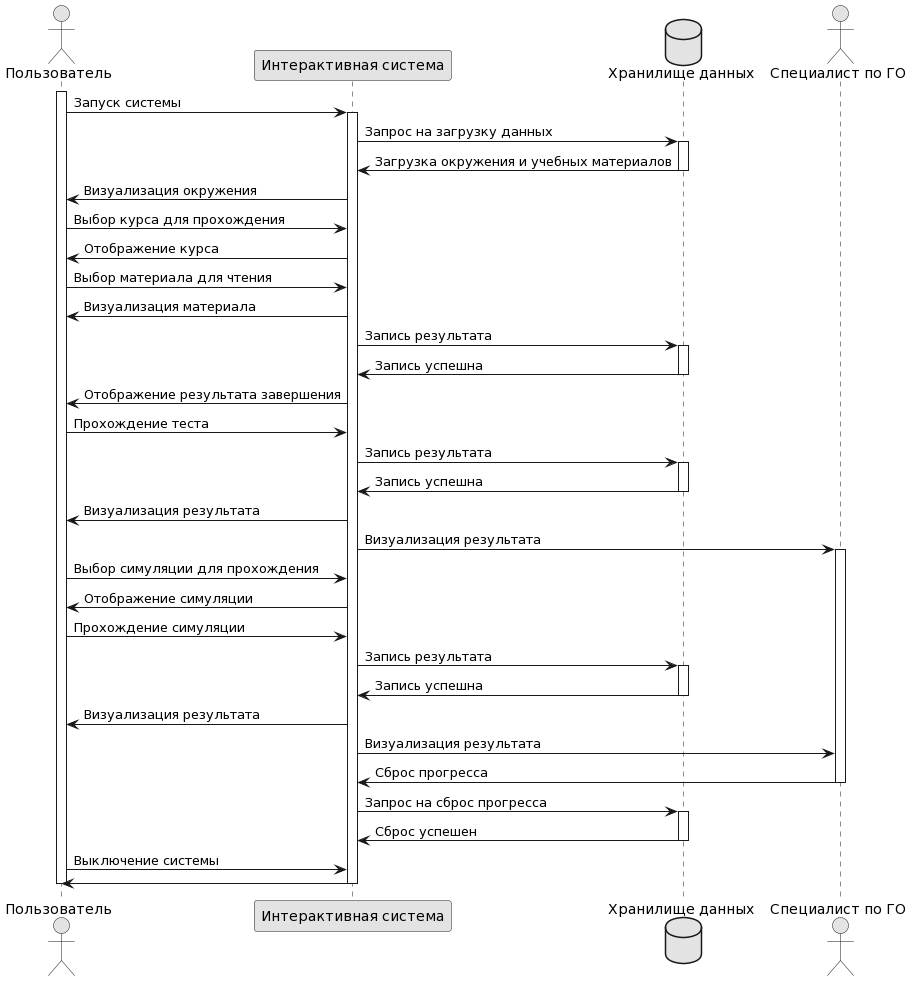 Пользователь
Интерактивная система
Хранилище данных
Специалист по ГО
Запуск системы
Запрос на загрузку данных
Загрузка окружения и учебных материалов
Визуализация окружения
Выбор курса для прохождения
Отображение курса
Выбор материала для чтения
Визуализация материала
Запись результата
Запись успешна
Отображение результата завершения
Прохождение теста
Запись результата
Запись успешна
Визуализация результата
Визуализация результата
Выбор симуляции для прохождения
Отображение симуляции
Прохождение симуляции
Запись результата
Запись успешна
Визуализация результата
Визуализация результата
Сброс прогресса
Запрос на сброс прогресса
Сброс успешен
Выключение системы
Пользователь
Интерактивная система
Хранилище данных
Специалист по ГО